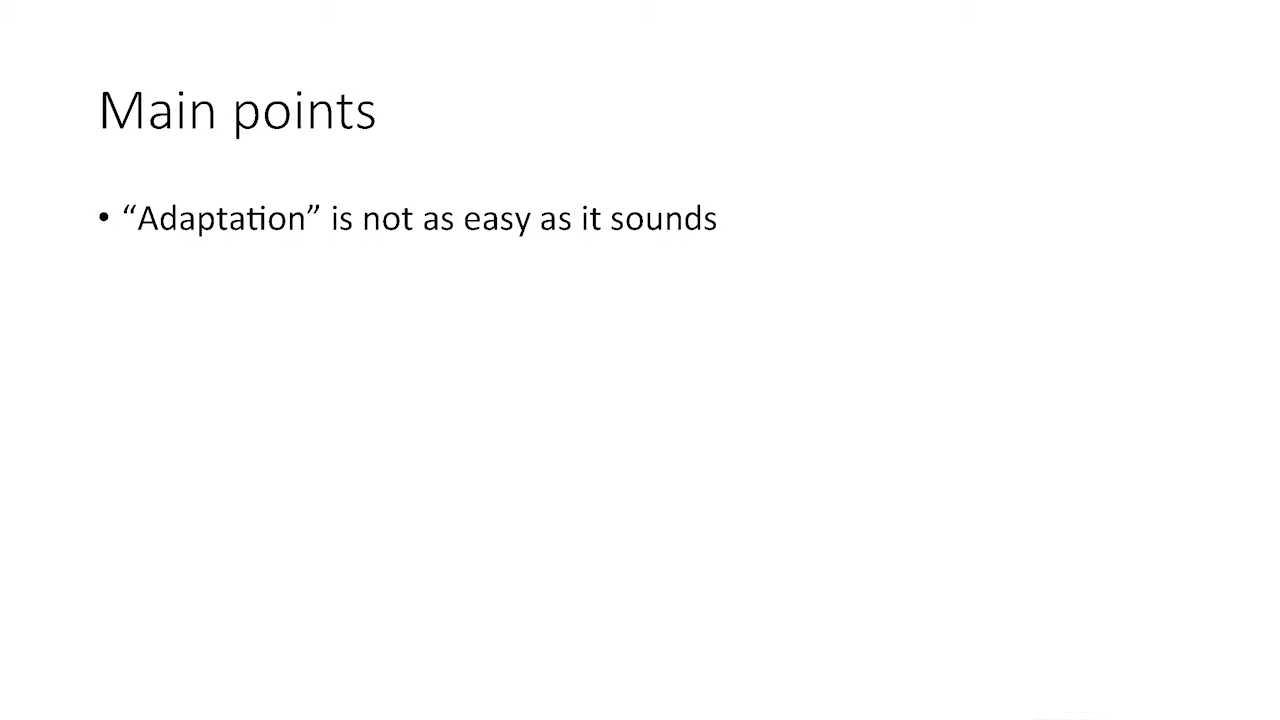 Main points
• “Adaptation” is not as easy as it sounds